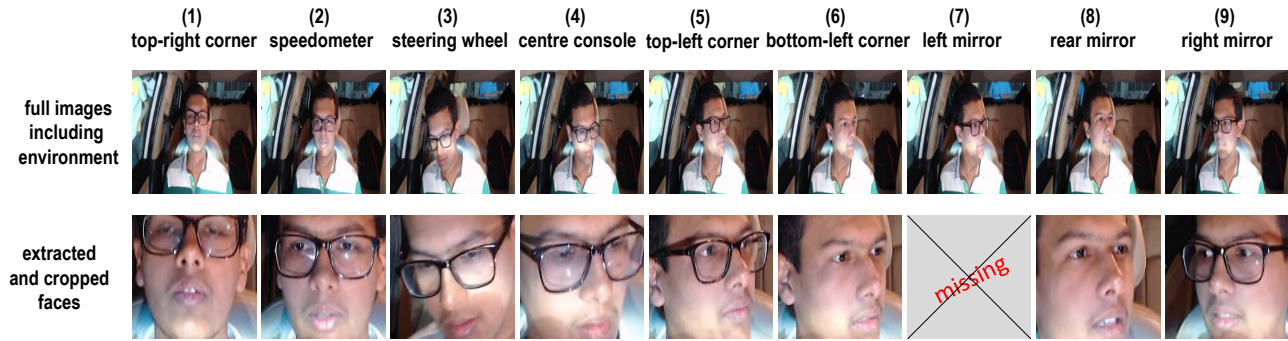 (1) (2) (3) (4) (5) (6) (7) (8) (9)
top-right corner speedometer steering wheel centre console top-left corner bottom-left corner left mirror rear mirror right mirror
full images
including
environment
extracted
and cropped
faces
missing